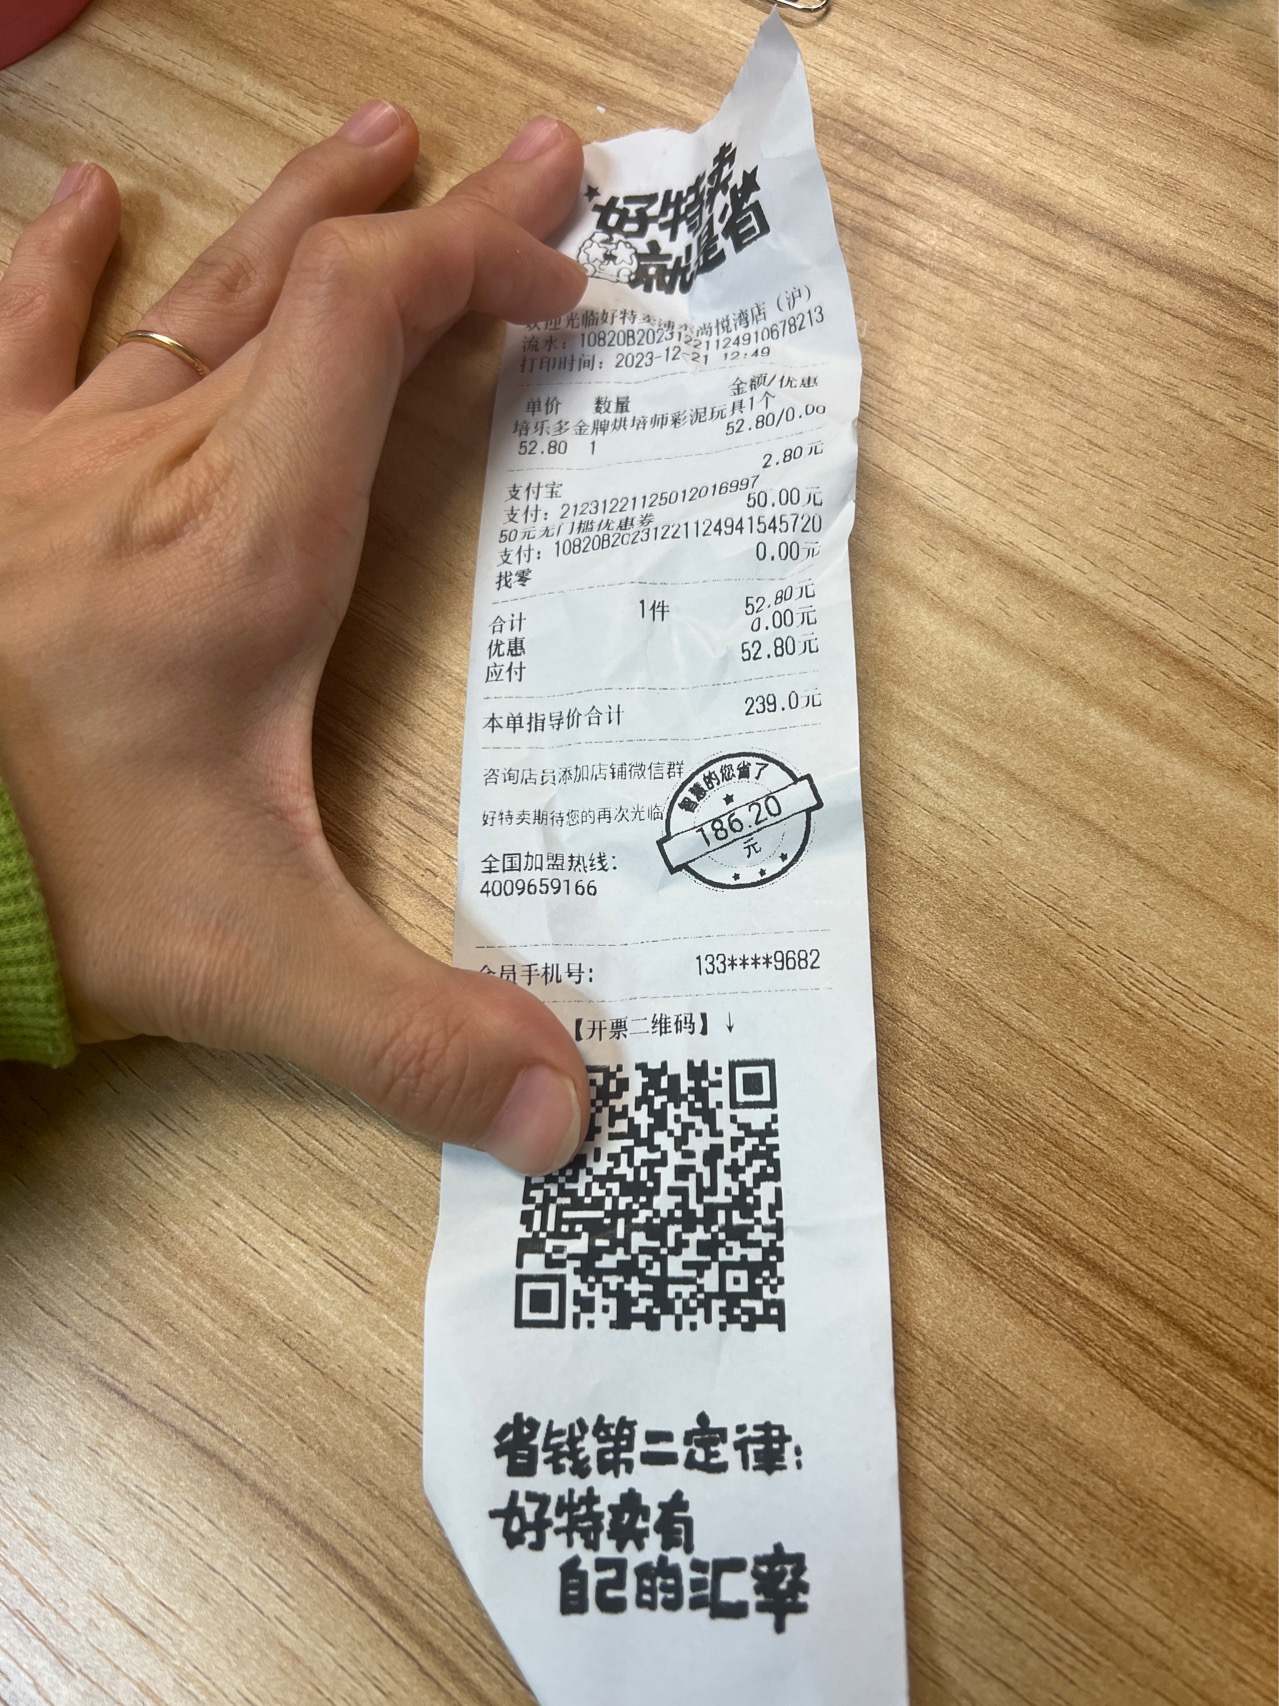 好特卖
就是省
欢迎光临好特卖浦东尚悦湾店（沪）
流水：10820B2023122112491067821​3
打印时间：2023-12-21 12:49
单价 数量 金额/优惠
培乐多金牌烘培师彩泥玩具1个
52.80 1 52.80/0.00
支付宝 2.80元
支付：212312211250120169​97
50元无门槛优惠券 50.00元
支付：10820B20231221124941545720
找零 0.00元
合计 1件 52.80元
优惠 0.00元
应付 52.80元
本单指导价合计 239.0元
咨询店员添加店铺微信群
好特卖期待您的再次光临
智慧的您省了
186.20
元
全国加盟热线：
4009659166
会员手机号： 133****9682
【开票二维码】↓
省钱第二定律：
好特卖有
自己的汇率